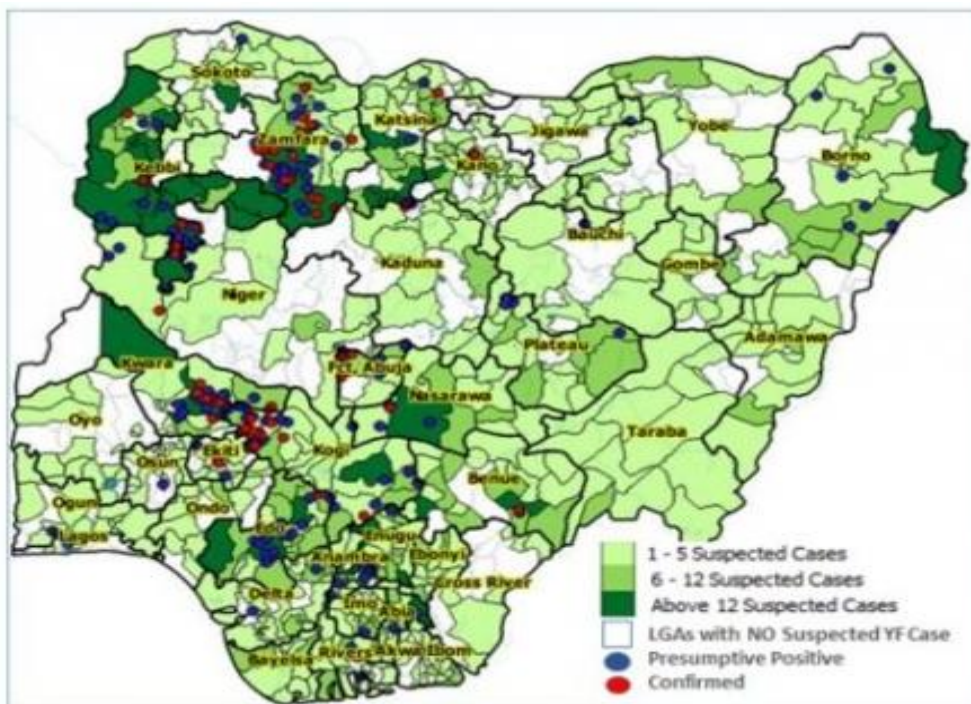 Sokoto
Katsina
Zamfara
Jigawa
Yobe
Kano
Borno
Kebbi
Bauchi
Kaduna
Gombe
Niger
Adamawa
Plateau
Kwara
Fct, Abuja
Nasarawa
Oyo
Taraba
Ekiti
Kogi
Osun
Benue
Ogun
Ondo
Edo
Lagos
Enugu
Anambra
Ebonyi
Cross River
Delta
Imo
Abia
Bayelsa
Rivers
Akwa Ibom
1 - 5 Suspected Cases
6 - 12 Suspected Cases
Above 12 Suspected Cases
LGAs with NO Suspected YF Case
Presumptive Positive
Confirmed